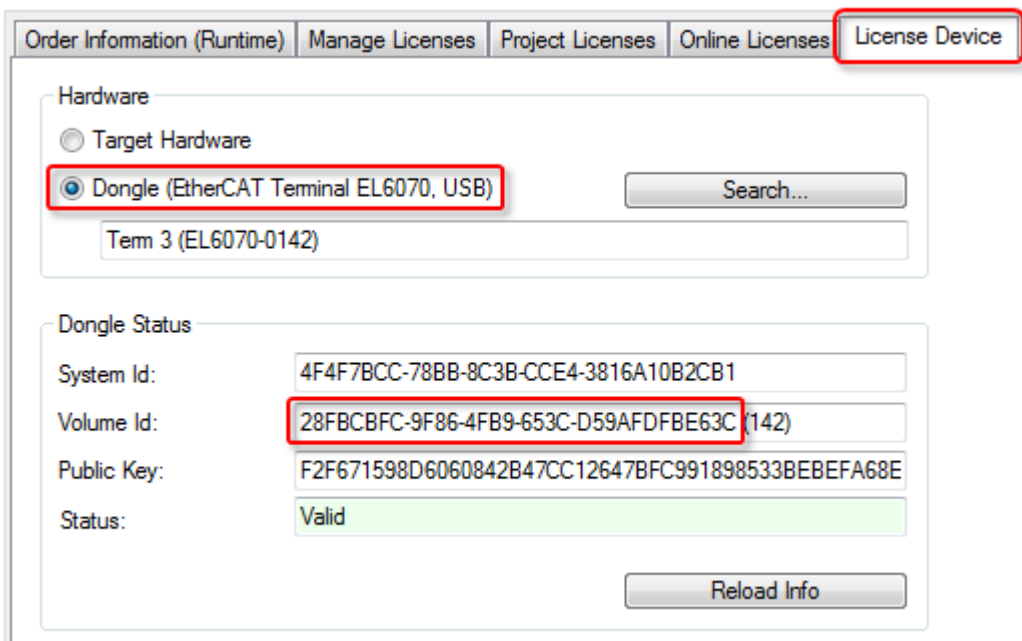 Order Information (Runtime) Manage Licenses Project Licenses Online Licenses License Device
Hardware
Target Hardware
Dongle (EtherCAT Terminal EL6070, USB) Search...
Term 3 (EL6070-0142)
Dongle Status
System Id: 4F4F7BCC-78BB-8C3B-CCE4-3816A10B2CB1
Volume Id: 28FBCBFC-9F86-4FB9-653C-D59AFDFBE63C (142)
Public Key: F2F671598D6060842B47CC12647BFC991898533BEBEFA68E
Status: Valid
Reload Info